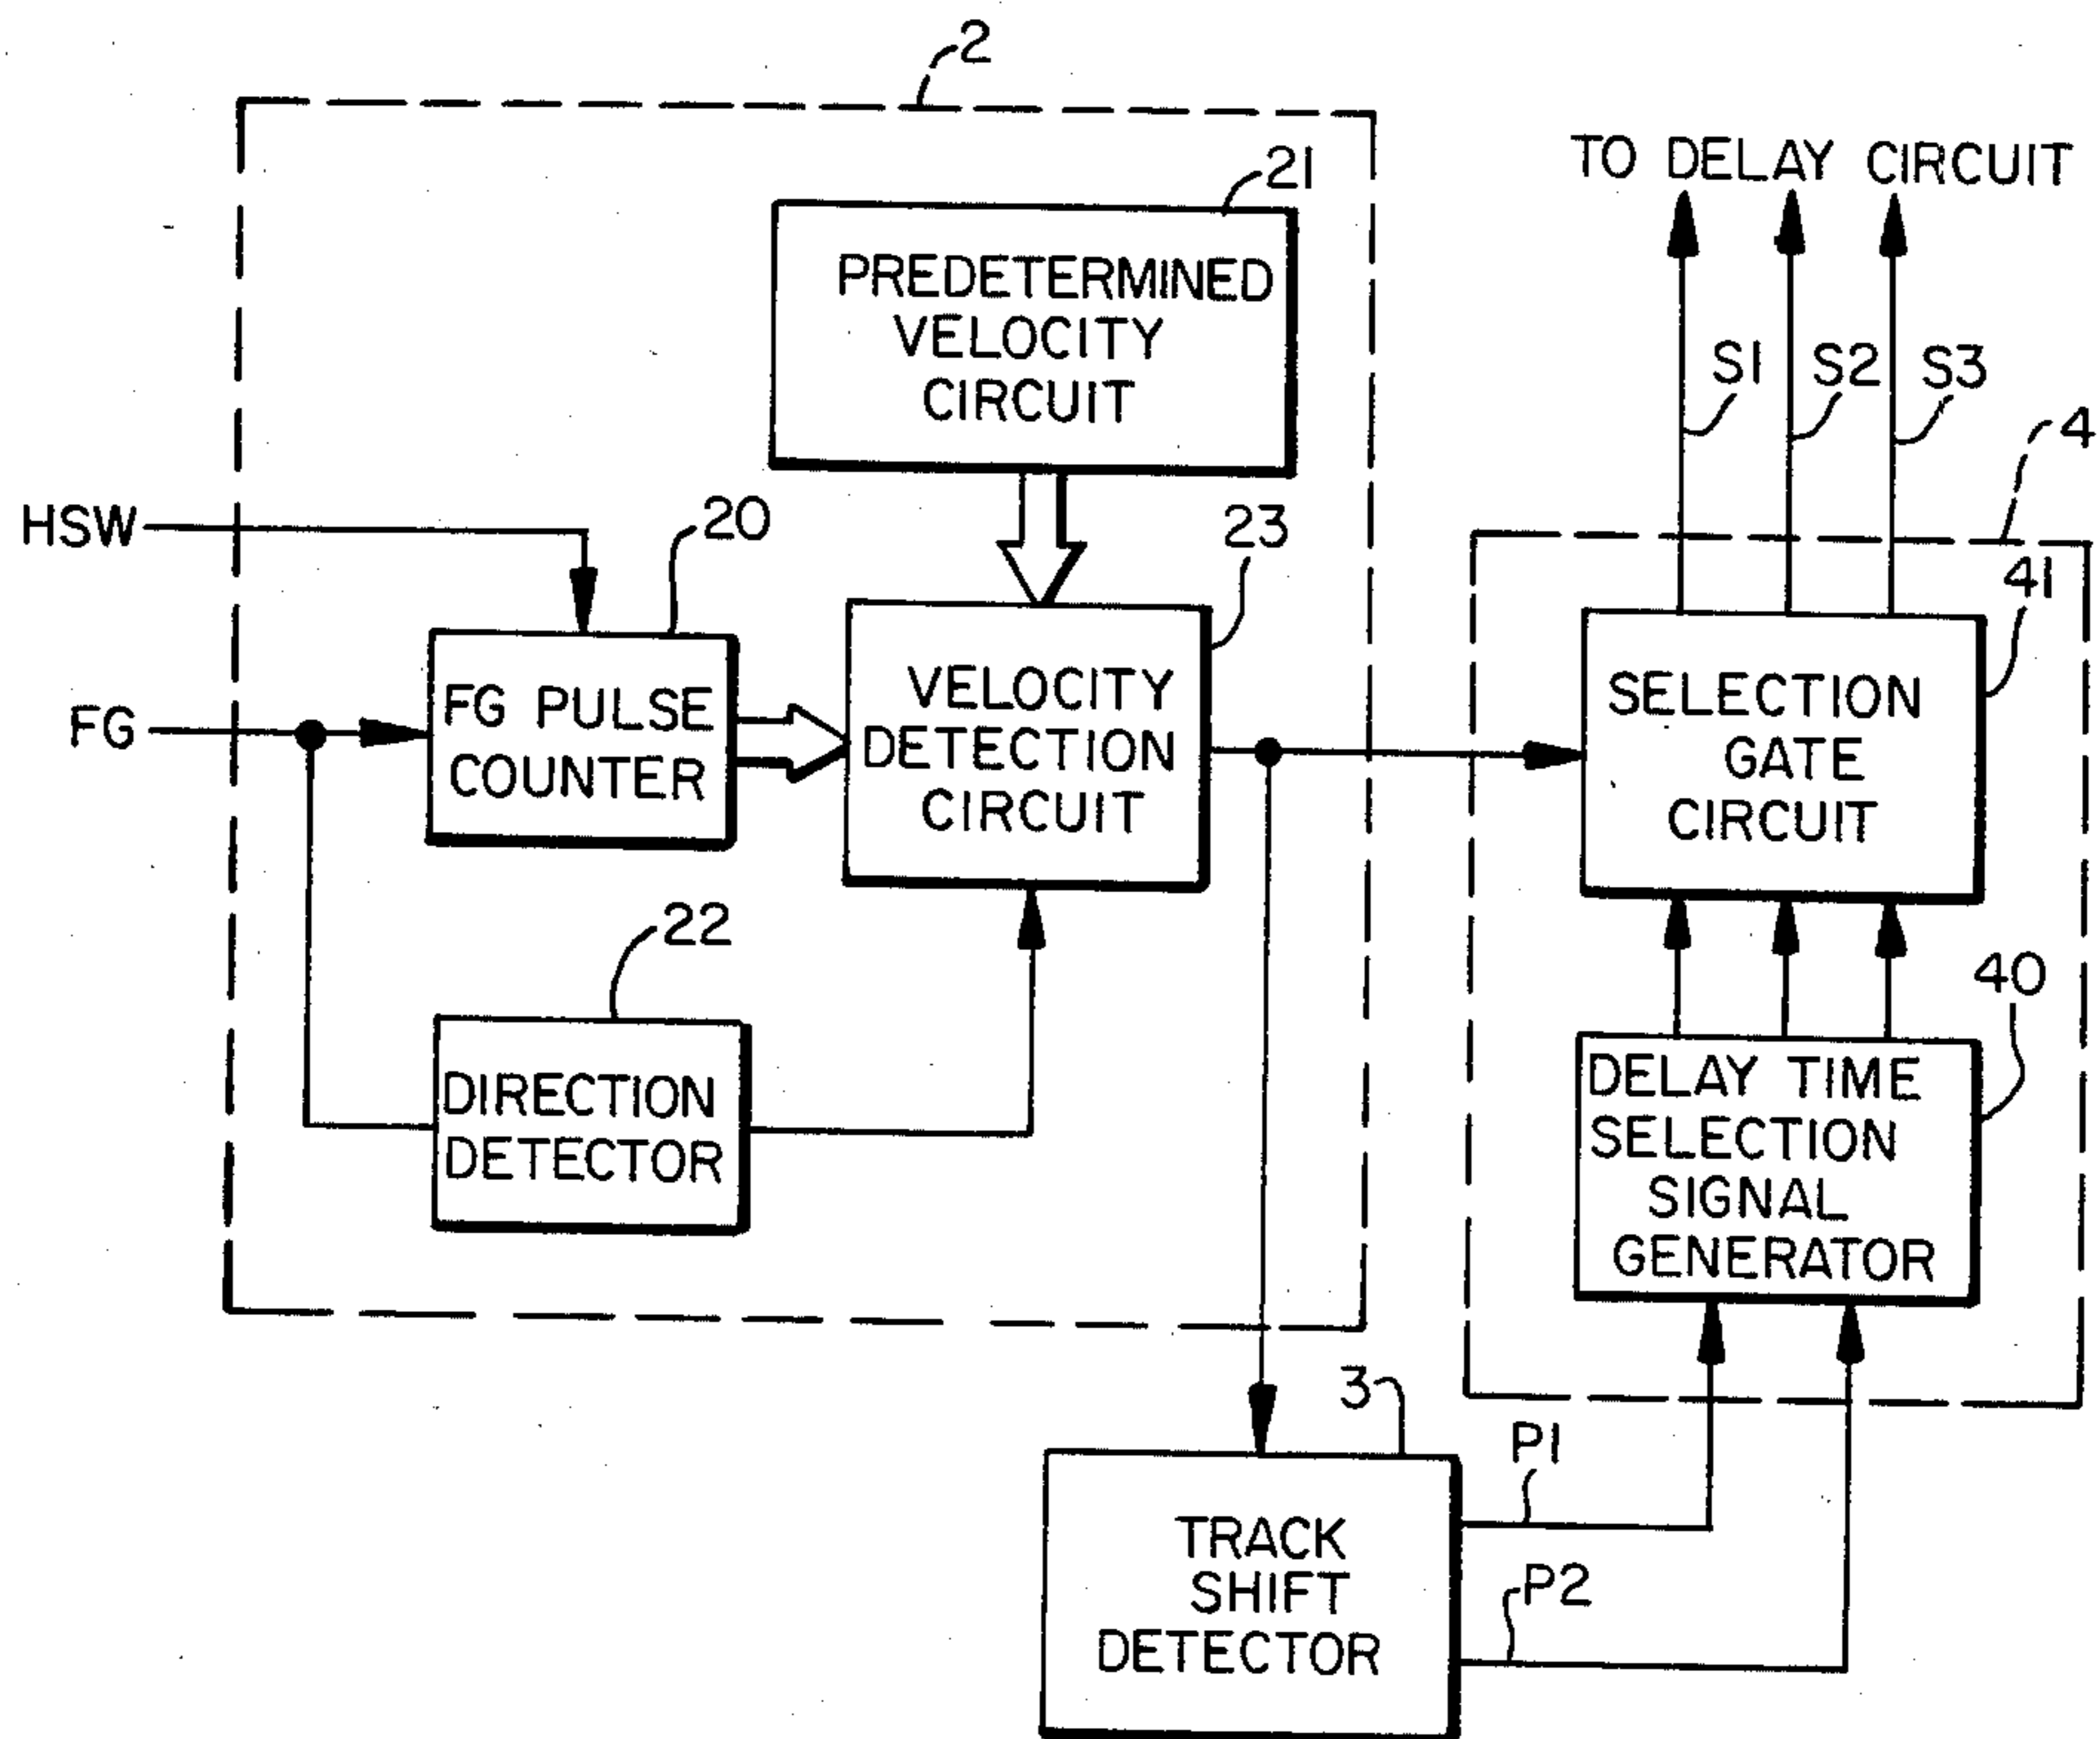 2
TO DELAY CIRCUIT
21
PREDETERMINED
VELOCITY
CIRCUIT
S1 S2 S3
4
HSW
20
23
41
FG
FG PULSE
COUNTER
VELOCITY
DETECTION
CIRCUIT
SELECTION
GATE
CIRCUIT
22
40
DIRECTION
DETECTOR
DELAY TIME
SELECTION
SIGNAL
GENERATOR
3
P1
TRACK
SHIFT
DETECTOR
P2